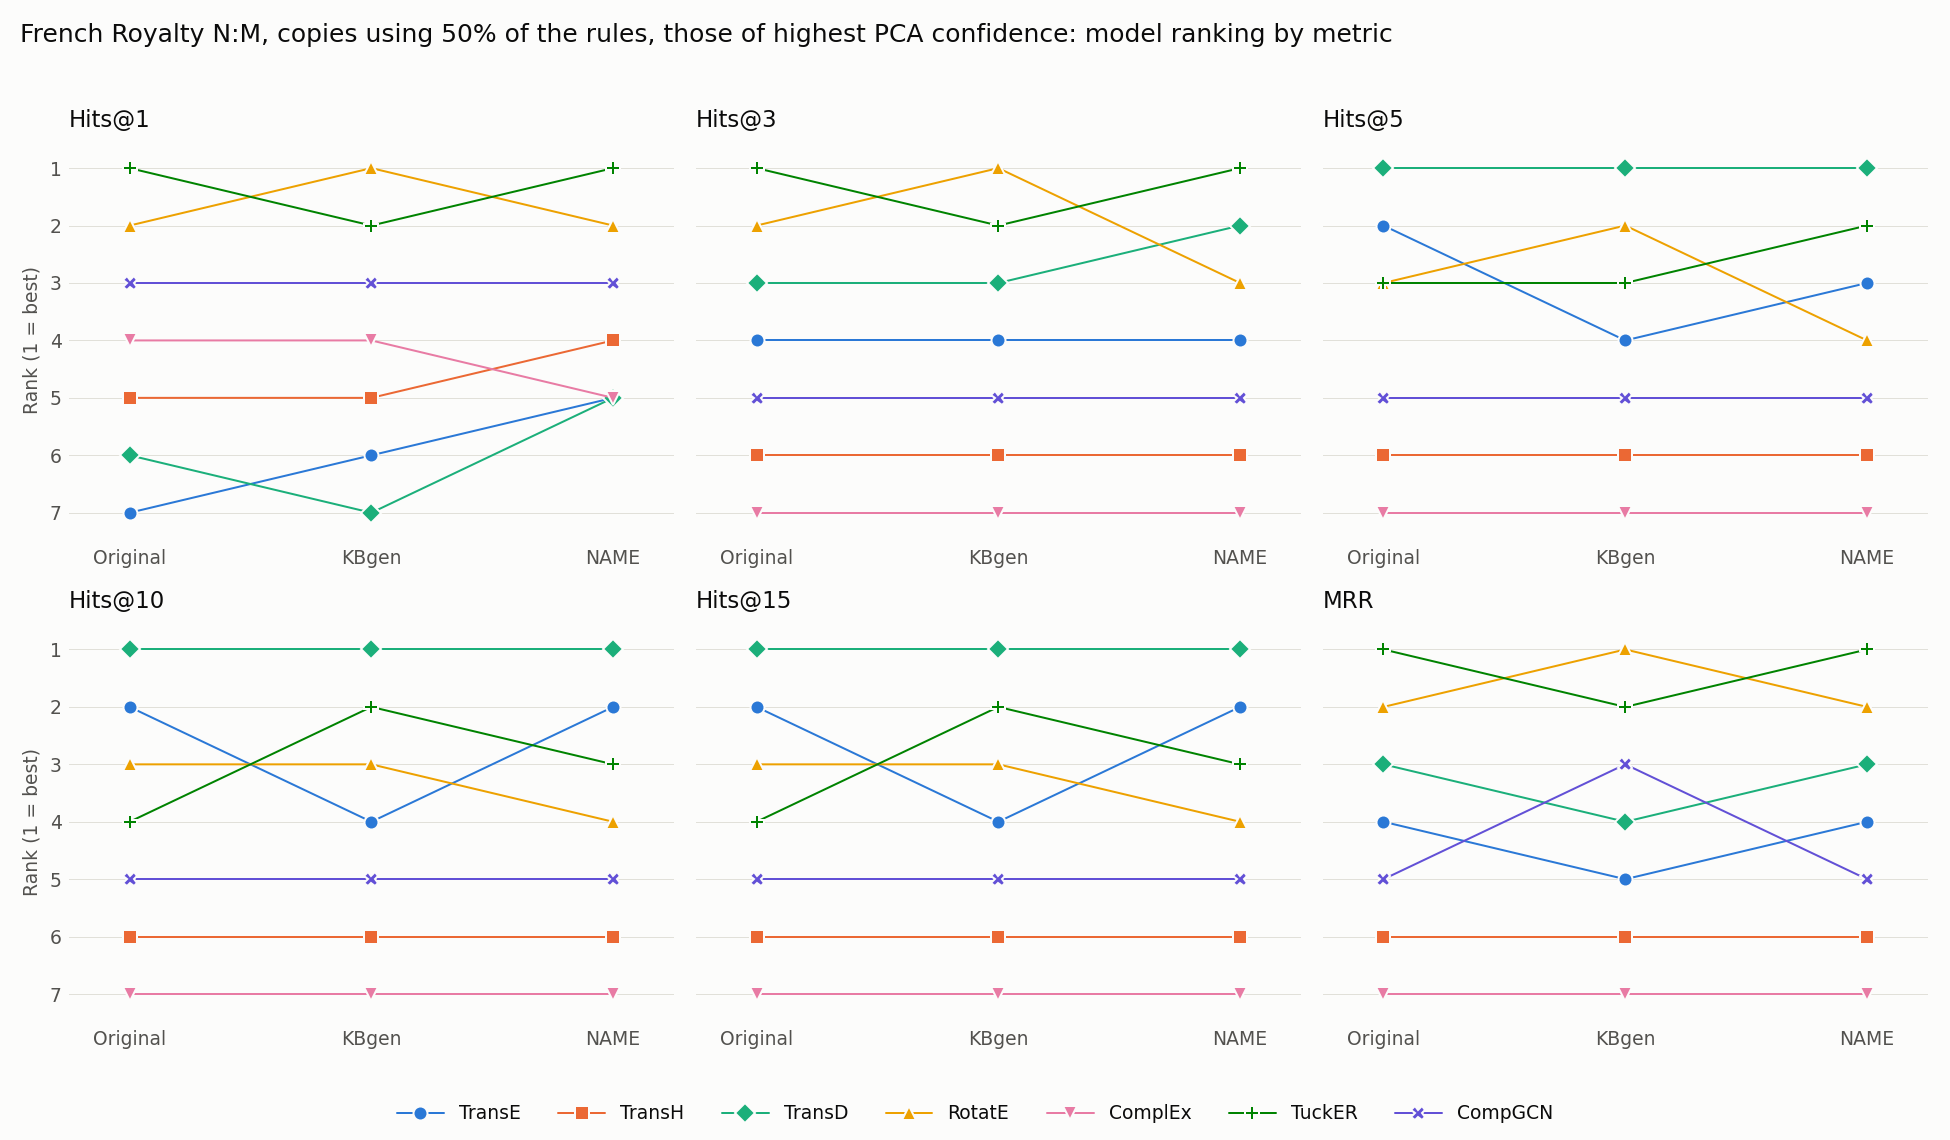 French Royalty N:M, copies using 50% of the rules, those of highest PCA confidence: model ranking by metric
Hits@1
Hits@3
Hits@5
Rank (1 = best)
1
2
3
4
5
6
7
Original
KBgen
NAME
Original
KBgen
NAME
Original
KBgen
NAME
Hits@10
Hits@15
MRR
Rank (1 = best)
1
2
3
4
5
6
7
Original
KBgen
NAME
Original
KBgen
NAME
Original
KBgen
NAME
TransE
TransH
TransD
RotatE
ComplEx
TuckER
CompGCN